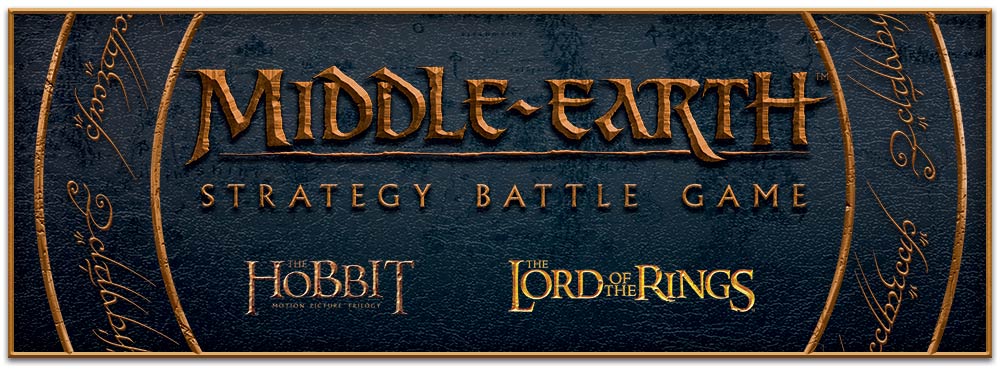 MIDDLE-EARTH™
STRATEGY BATTLE GAME
THE
HOBBIT
MOTION PICTURE TRILOGY
THE
LORD OF THE RINGS